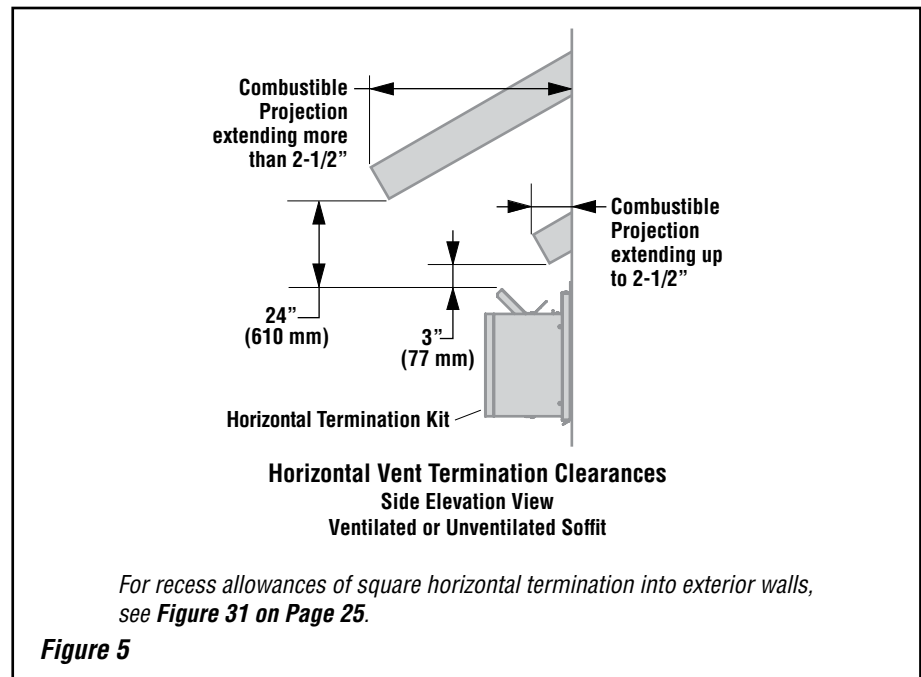 Combustible
Projection
extending more
than 2-1/2”
Combustible
Projection
extending up
to 2-1/2”
24”
(610 mm)
3”
(77 mm)
Horizontal Termination Kit
Horizontal Vent Termination Clearances
Side Elevation View
Ventilated or Unventilated Soffit
For recess allowances of square horizontal termination into exterior walls,
see Figure 31 on Page 25.
Figure 5